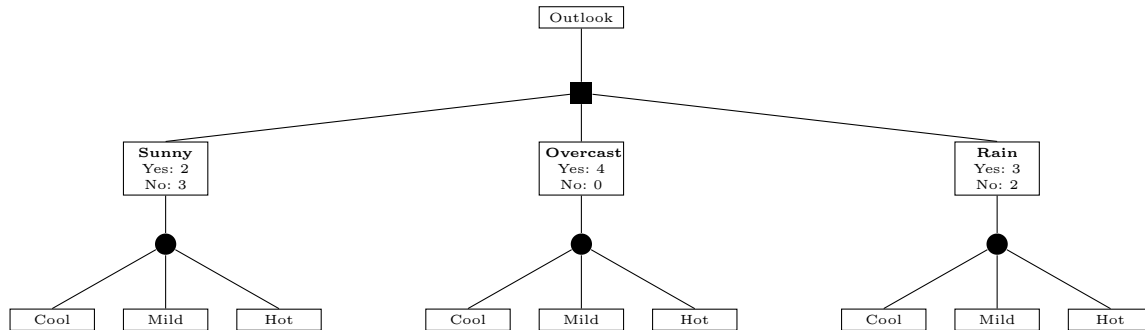 Outlook
Sunny
Yes: 2
No: 3
Overcast
Yes: 4
No: 0
Rain
Yes: 3
No: 2
Cool
Mild
Hot
Cool
Mild
Hot
Cool
Mild
Hot